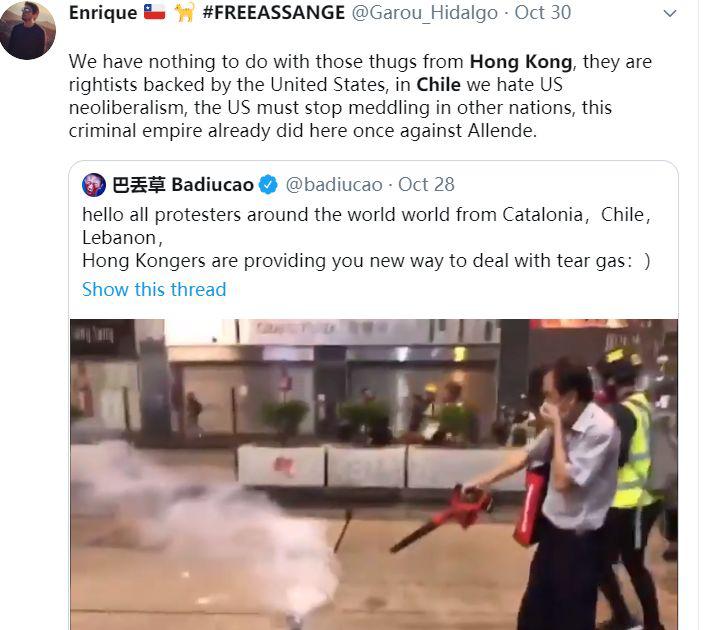 Enrique #FREEASSANGE @Garou_Hidalgo · Oct 30
We have nothing to do with those thugs from Hong Kong, they are
rightists backed by the United States, in Chile we hate US
neoliberalism, the US must stop meddling in other nations, this
criminal empire already did here once against Allende.
巴丢草 Badiucao @badiucao · Oct 28
hello all protesters around the world world from Catalonia，Chile，
Lebanon，
Hong Kongers are providing you new way to deal with tear gas：）
Show this thread